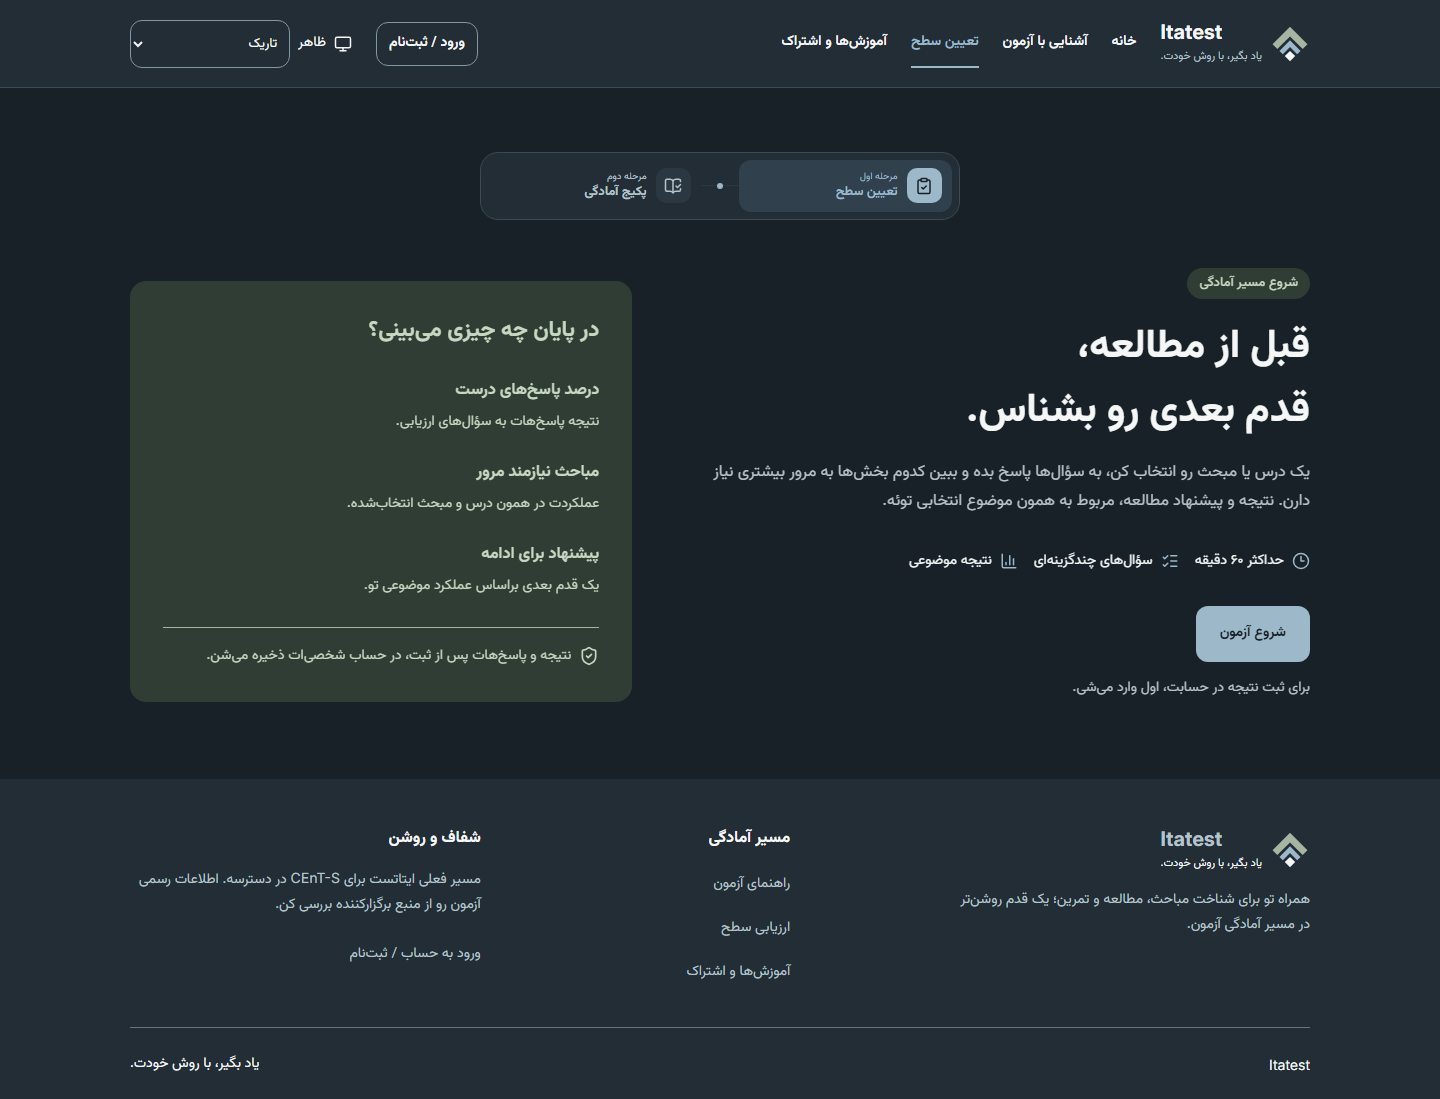 Itatest
یاد بگیر، با روش خودت.
خانه
آشنایی با آزمون
تعیین سطح
آموزش‌ها و اشتراک
ورود / ثبت‌نام
ظاهر
تاریک
مرحله اول
تعیین سطح
مرحله دوم
پکیج آمادگی
شروع مسیر آمادگی
قبل از مطالعه،
قدم بعدی رو بشناس.
یک درس یا مبحث رو انتخاب کن، به سؤال‌ها پاسخ بده و ببین کدوم بخش‌ها به مرور بیشتری نیاز
دارن. نتیجه و پیشنهاد مطالعه، مربوط به همون موضوع انتخابی توئه.
حداکثر ۶۰ دقیقه
سؤال‌های چندگزینه‌ای
نتیجه موضوعی
شروع آزمون
برای ثبت نتیجه در حسابت، اول وارد می‌شی.
در پایان چه چیزی می‌بینی؟
درصد پاسخ‌های درست
نتیجه پاسخ‌هات به سؤال‌های ارزیابی.
مباحث نیازمند مرور
عملکردت در همون درس و مبحث انتخاب‌شده.
پیشنهاد برای ادامه
یک قدم بعدی براساس عملکرد موضوعی تو.
نتیجه و پاسخ‌هات پس از ثبت، در حساب شخصی‌ات ذخیره می‌شن.
Itatest
یاد بگیر، با روش خودت.
همراه تو برای شناخت مباحث، مطالعه و تمرین؛ یک قدم روشن‌تر
در مسیر آمادگی آزمون.
مسیر آمادگی
راهنمای آزمون
ارزیابی سطح
آموزش‌ها و اشتراک
شفاف و روشن
مسیر فعلی ایتاتست برای CEnT-S در دسترسه. اطلاعات رسمی
آزمون رو از منبع برگزارکننده بررسی کن.
ورود به حساب / ثبت‌نام
Itatest
یاد بگیر، با روش خودت.